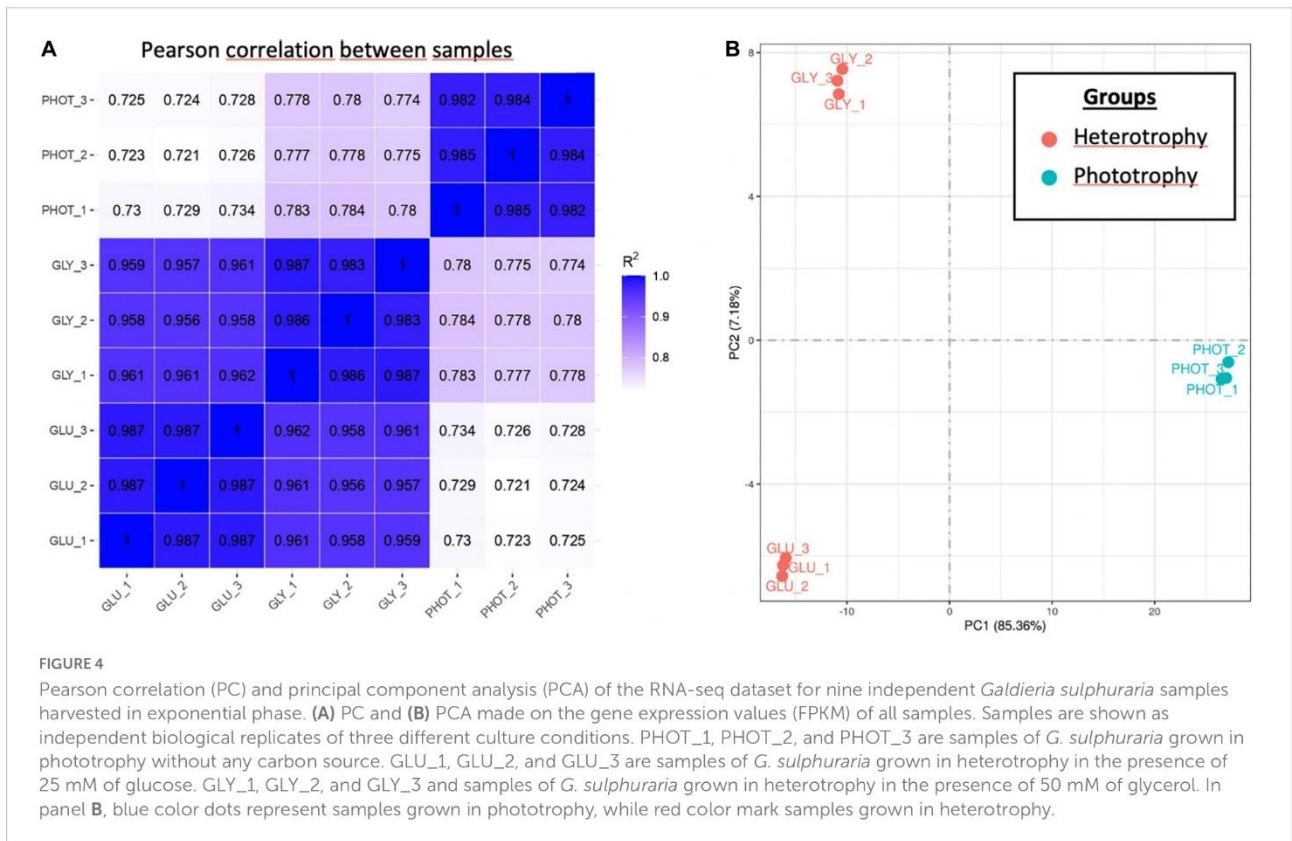 A
Pearson correlation between samples
PHOT_3 0.725 0.724 0.728 0.778 0.78 0.774 0.982 0.984 1
PHOT_2 0.723 0.721 0.726 0.777 0.778 0.775 0.985 1 0.984
PHOT_1 0.73 0.729 0.734 0.783 0.784 0.78 1 0.985 0.982
GLY_3 0.959 0.957 0.961 0.987 0.983 1 0.78 0.775 0.774
GLY_2 0.958 0.956 0.958 0.986 1 0.983 0.784 0.778 0.78
GLY_1 0.961 0.961 0.962 1 0.986 0.987 0.783 0.777 0.778
GLU_3 0.987 0.987 1 0.962 0.958 0.961 0.734 0.726 0.728
GLU_2 0.987 1 0.987 0.961 0.956 0.957 0.729 0.721 0.724
GLU_1 1 0.987 0.987 0.961 0.958 0.959 0.73 0.723 0.725
GLU_1 GLU_2 GLU_3 GLY_1 GLY_2 GLY_3 PHOT_1 PHOT_2 PHOT_3
R²
1.0
0.9
0.8
B
8
4
0
-4
PC2 (7.18%)
GLY_2
GLY_3
GLY_1
Groups
Heterotrophy
Phototrophy
PHOT_2
PHOT_3
PHOT_1
GLU_3
GLU_1
GLU_2
-10 0 10 20
PC1 (85.36%)
FIGURE 4
Pearson correlation (PC) and principal component analysis (PCA) of the RNA-seq dataset for nine independent Galdieria sulphuraria samples
harvested in exponential phase. (A) PC and (B) PCA made on the gene expression values (FPKM) of all samples. Samples are shown as
independent biological replicates of three different culture conditions. PHOT_1, PHOT_2, and PHOT_3 are samples of G. sulphuraria grown in
phototrophy without any carbon source. GLU_1, GLU_2, and GLU_3 are samples of G. sulphuraria grown in heterotrophy in the presence of
25 mM of glucose. GLY_1, GLY_2, and GLY_3 and samples of G. sulphuraria grown in heterotrophy in the presence of 50 mM of glycerol. In
panel B, blue color dots represent samples grown in phototrophy, while red color mark samples grown in heterotrophy.